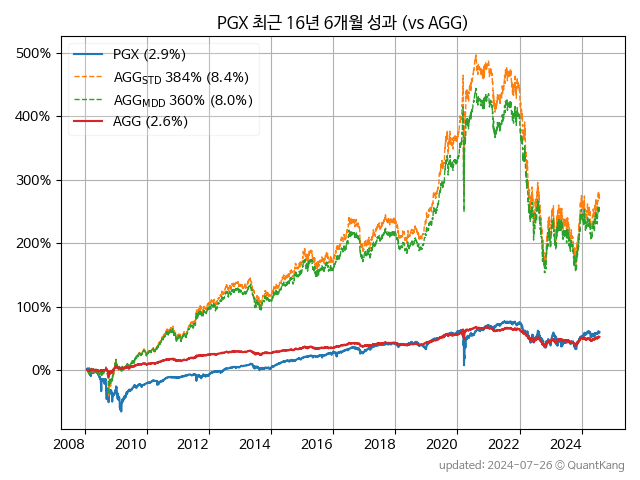 PGX 최근 16년 6개월 성과 (vs AGG)
500%
400%
300%
200%
100%
0%
PGX (2.9%)
AGG_STD 384% (8.4%)
AGG_MDD 360% (8.0%)
AGG (2.6%)
2008 2010 2012 2014 2016 2018 2020 2022 2024
updated: 2024-07-26 © QuantKang